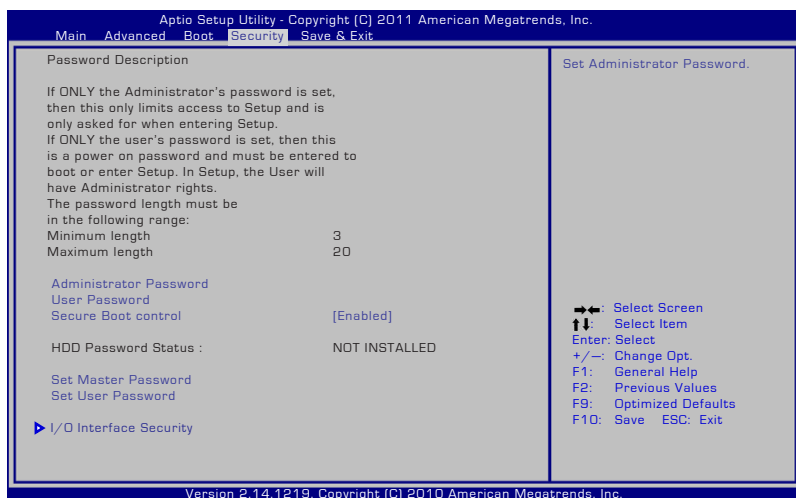 Aptio Setup Utility - Copyright (C) 2011 American Megatrends, Inc.
Main Advanced Boot Security Save & Exit
Password Description
If ONLY the Administrator's password is set,
then this only limits access to Setup and is
only asked for when entering Setup.
If ONLY the user's password is set, then this
is a power on password and must be entered to
boot or enter Setup. In Setup, the User will
have Administrator rights.
The password length must be
in the following range:
Minimum length 3
Maximum length 20
Administrator Password
User Password
Secure Boot control [Enabled]
HDD Password Status : NOT INSTALLED
Set Master Password
Set User Password
I/O Interface Security
Set Administrator Password.
→←: Select Screen
↑↓: Select Item
Enter: Select
+/—: Change Opt.
F1: General Help
F2: Previous Values
F9: Optimized Defaults
F10: Save ESC: Exit
Version 2.14.1219. Copyright (C) 2010 American Megatrends, Inc.